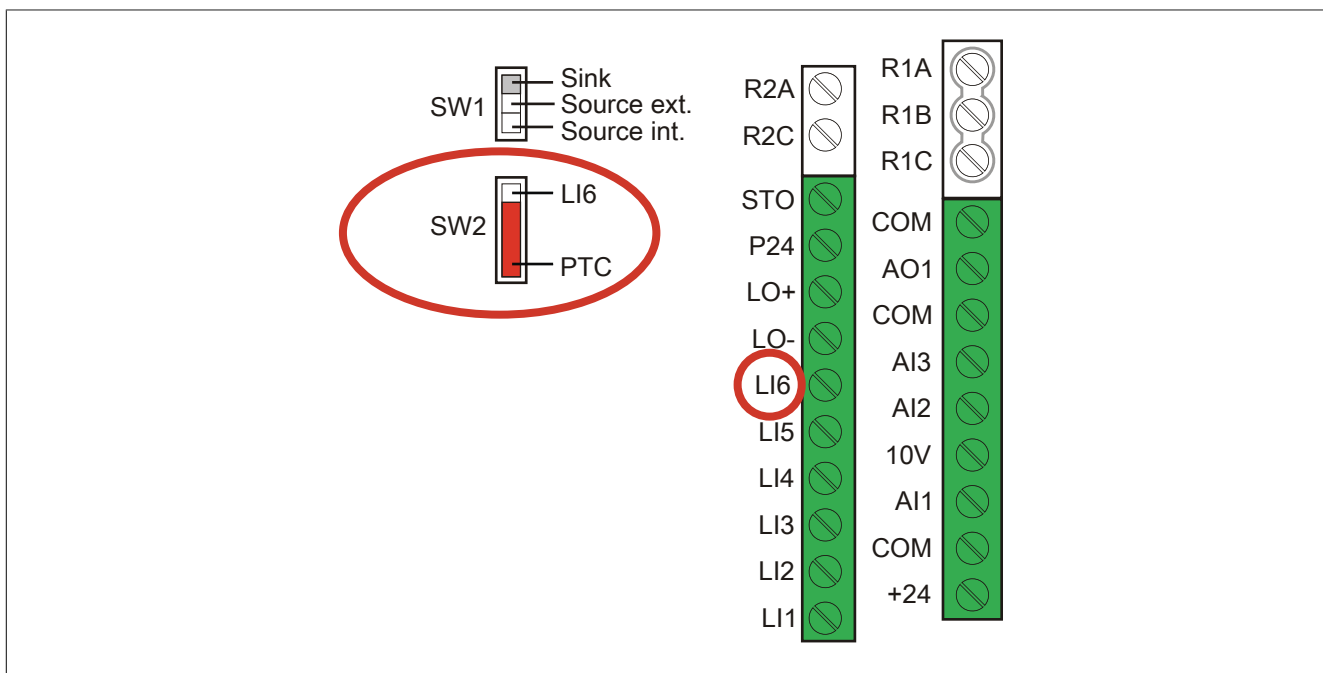 Sink
SW1
Source ext.
Source int.
LI6
SW2
PTC
R2A
R2C
STO
P24
LO+
LO-
LI6
LI5
LI4
LI3
LI2
LI1
R1A
R1B
R1C
COM
AO1
COM
AI3
AI2
10V
AI1
COM
+24